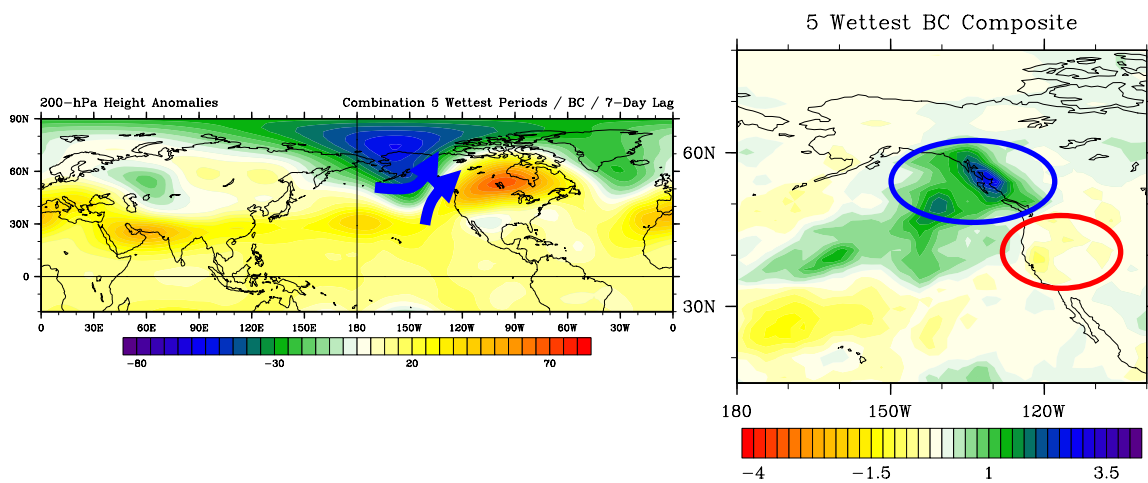 5 Wettest BC Composite
200-hPa Height Anomalies
Combination 5 Wettest Periods / BC / 7-Day Lag
90N
60N
30N
0
0 30E 60E 90E 120E 150E 180 150W 120W 90W 60W 30W 0
-80 -30 20 70
60N
30N
180 150W 120W
-4 -1.5 1 3.5